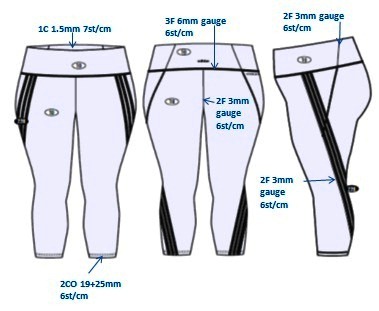 1C 1.5mm 7st/cm
3F 6mm gauge
6st/cm
2F 3mm gauge
6st/cm
2F 3mm
gauge
6st/cm
2F 3mm
gauge
6st/cm
2CO 19+25mm
6st/cm